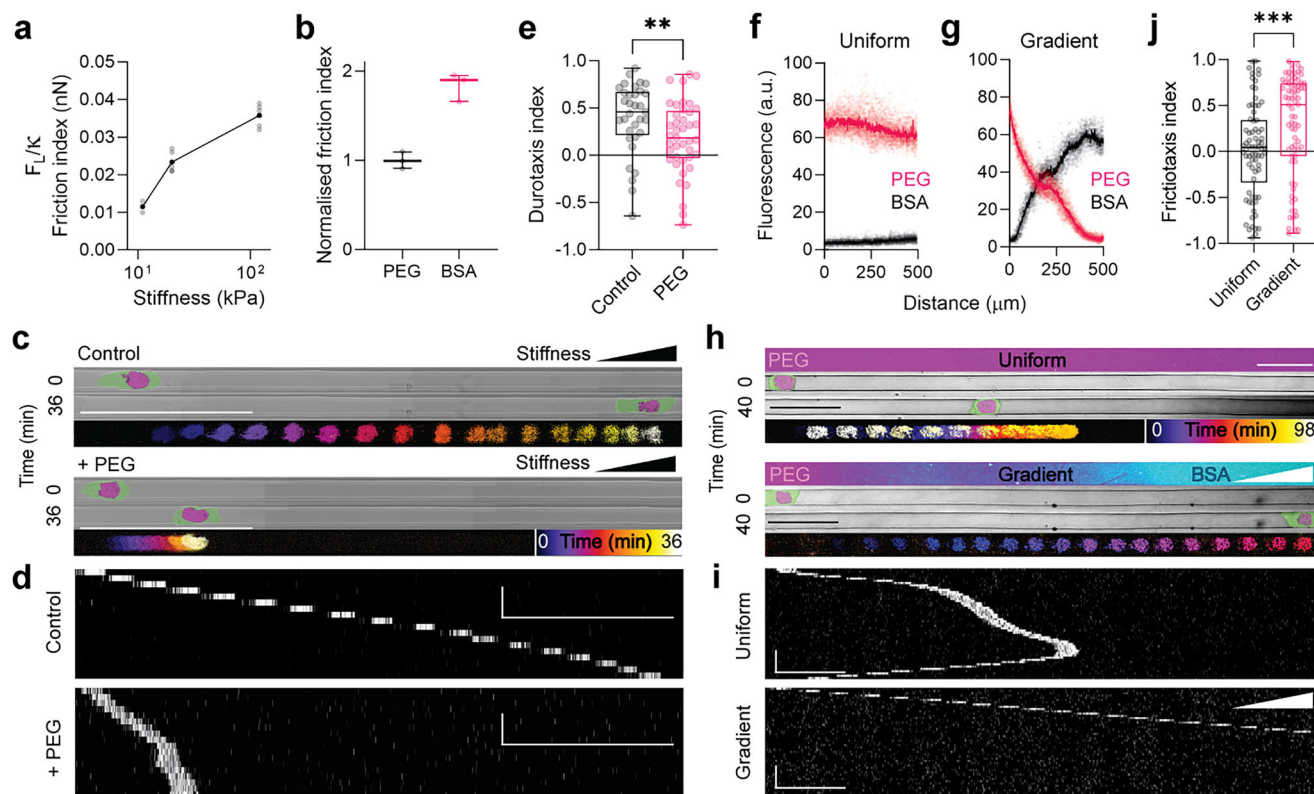 a
F_L/κ
Friction index (nN)
0.05
0.04
0.03
0.02
0.01
0.00
10¹
10²
Stiffness (kPa)
b
Normalised friction index
2
1
0
PEG
BSA
e
**
Durotaxis index
1.0
0.5
0.0
-0.5
-1.0
Control
PEG
f
Uniform
Fluorescence (a.u.)
100
80
60
40
20
0
PEG
BSA
0
250
500
g
Gradient
100
80
60
40
20
0
PEG
BSA
0
250
500
Distance (μm)
j
***
Frictiotaxis index
1.0
0.5
0.0
-0.5
-1.0
Uniform
Gradient
c
Control
Stiffness
Time (min)
0
36
+ PEG
Stiffness
0
36
0 Time (min) 36
d
Control
+ PEG
h
PEG
Uniform
Time (min)
0
40
0 Time (min) 98
PEG
Gradient
BSA
0
40
i
Uniform
Gradient